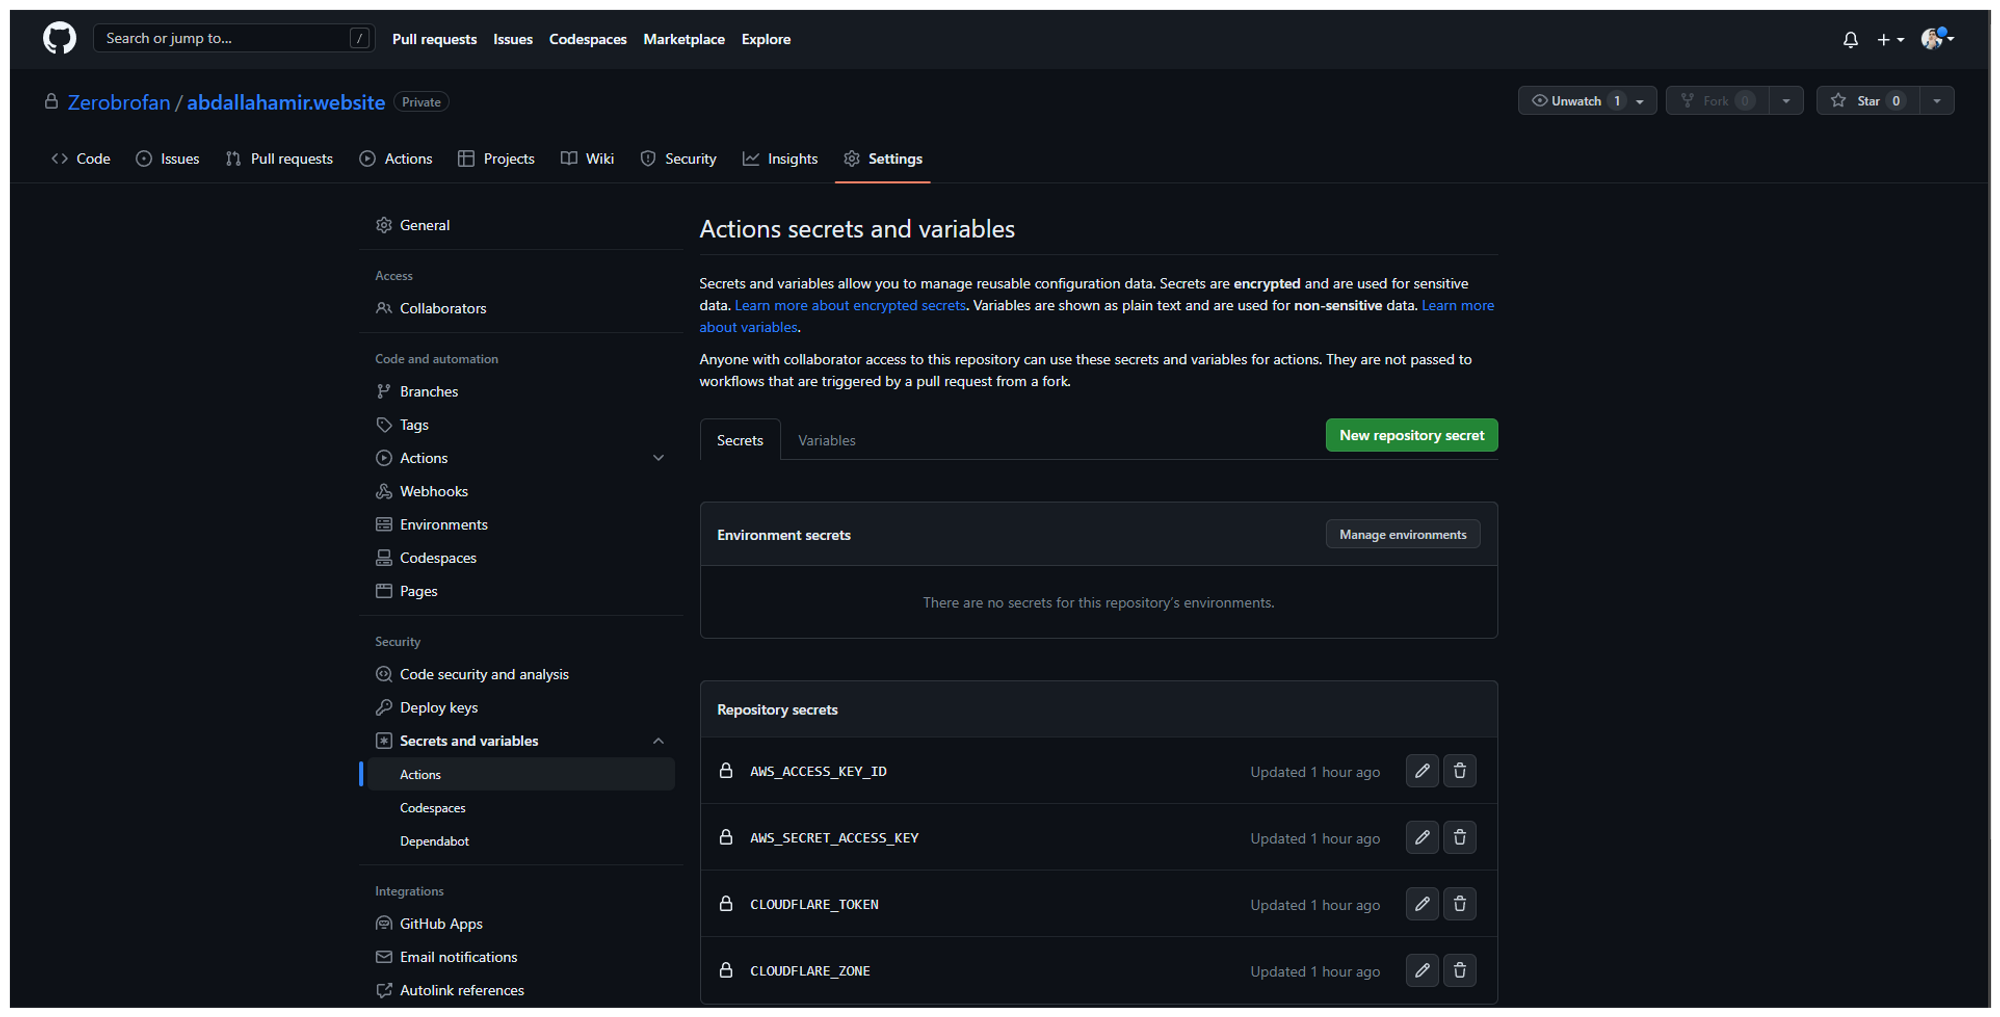 Search or jump to... /
Pull requests Issues Codespaces Marketplace Explore
Zerobrofan / abdallahamir.website Private
Unwatch 1 Fork 0 Star 0
Code Issues Pull requests Actions Projects Wiki Security Insights Settings
General
Access
Collaborators
Code and automation
Branches
Tags
Actions
Webhooks
Environments
Codespaces
Pages
Security
Code security and analysis
Deploy keys
Secrets and variables
Actions
Codespaces
Dependabot
Integrations
GitHub Apps
Email notifications
Autolink references
Actions secrets and variables
Secrets and variables allow you to manage reusable configuration data. Secrets are encrypted and are used for sensitive
data. Learn more about encrypted secrets. Variables are shown as plain text and are used for non-sensitive data. Learn more
about variables.
Anyone with collaborator access to this repository can use these secrets and variables for actions. They are not passed to
workflows that are triggered by a pull request from a fork.
Secrets Variables New repository secret
Environment secrets Manage environments
There are no secrets for this repository's environments.
Repository secrets
AWS_ACCESS_KEY_ID Updated 1 hour ago
AWS_SECRET_ACCESS_KEY Updated 1 hour ago
CLOUDFLARE_TOKEN Updated 1 hour ago
CLOUDFLARE_ZONE Updated 1 hour ago